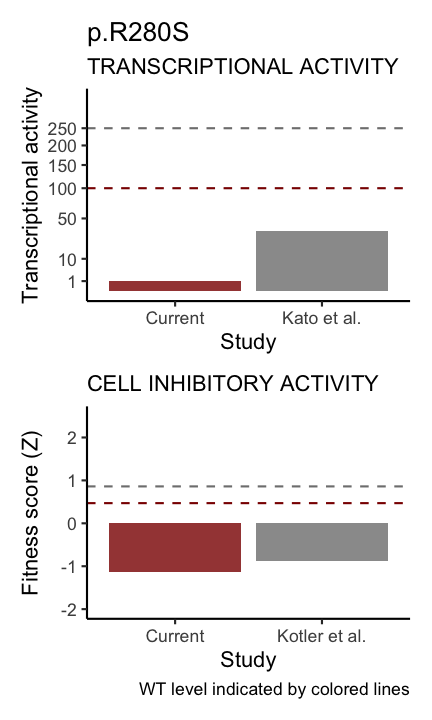 p.R280S
TRANSCRIPTIONAL ACTIVITY
Transcriptional activity
250
200
150
100
50
10
1
Current
Kato et al.
Study
CELL INHIBITORY ACTIVITY
Fitness score (Z)
2
1
0
-1
-2
Current
Kotler et al.
Study
WT level indicated by colored lines